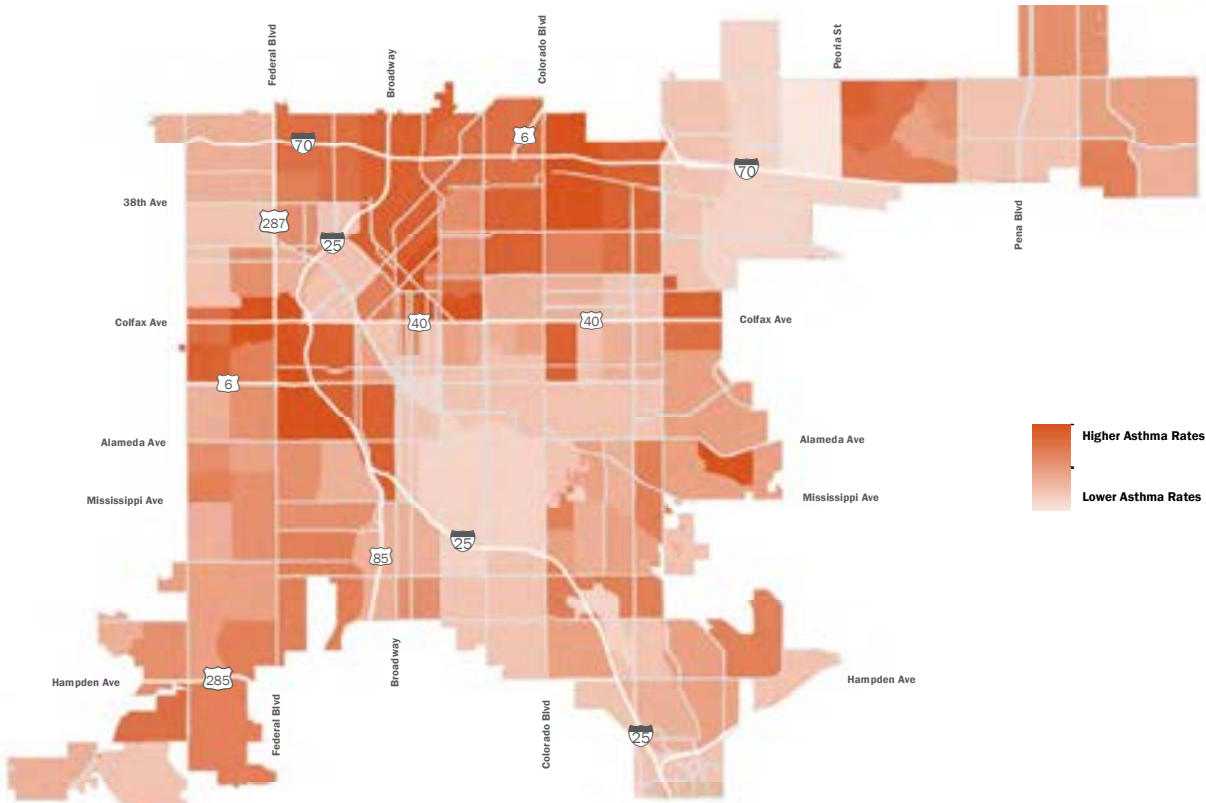 Federal Blvd
Broadway
Colorado Blvd
Peoria St
6
70
70
38th Ave
287
25
Pena Blvd
Colfax Ave
40
40
Colfax Ave
6
Alameda Ave
Alameda Ave
Higher Asthma Rates
Lower Asthma Rates
Mississippi Ave
Mississippi Ave
25
85
Broadway
Hampden Ave
285
Hampden Ave
Federal Blvd
Colorado Blvd
25